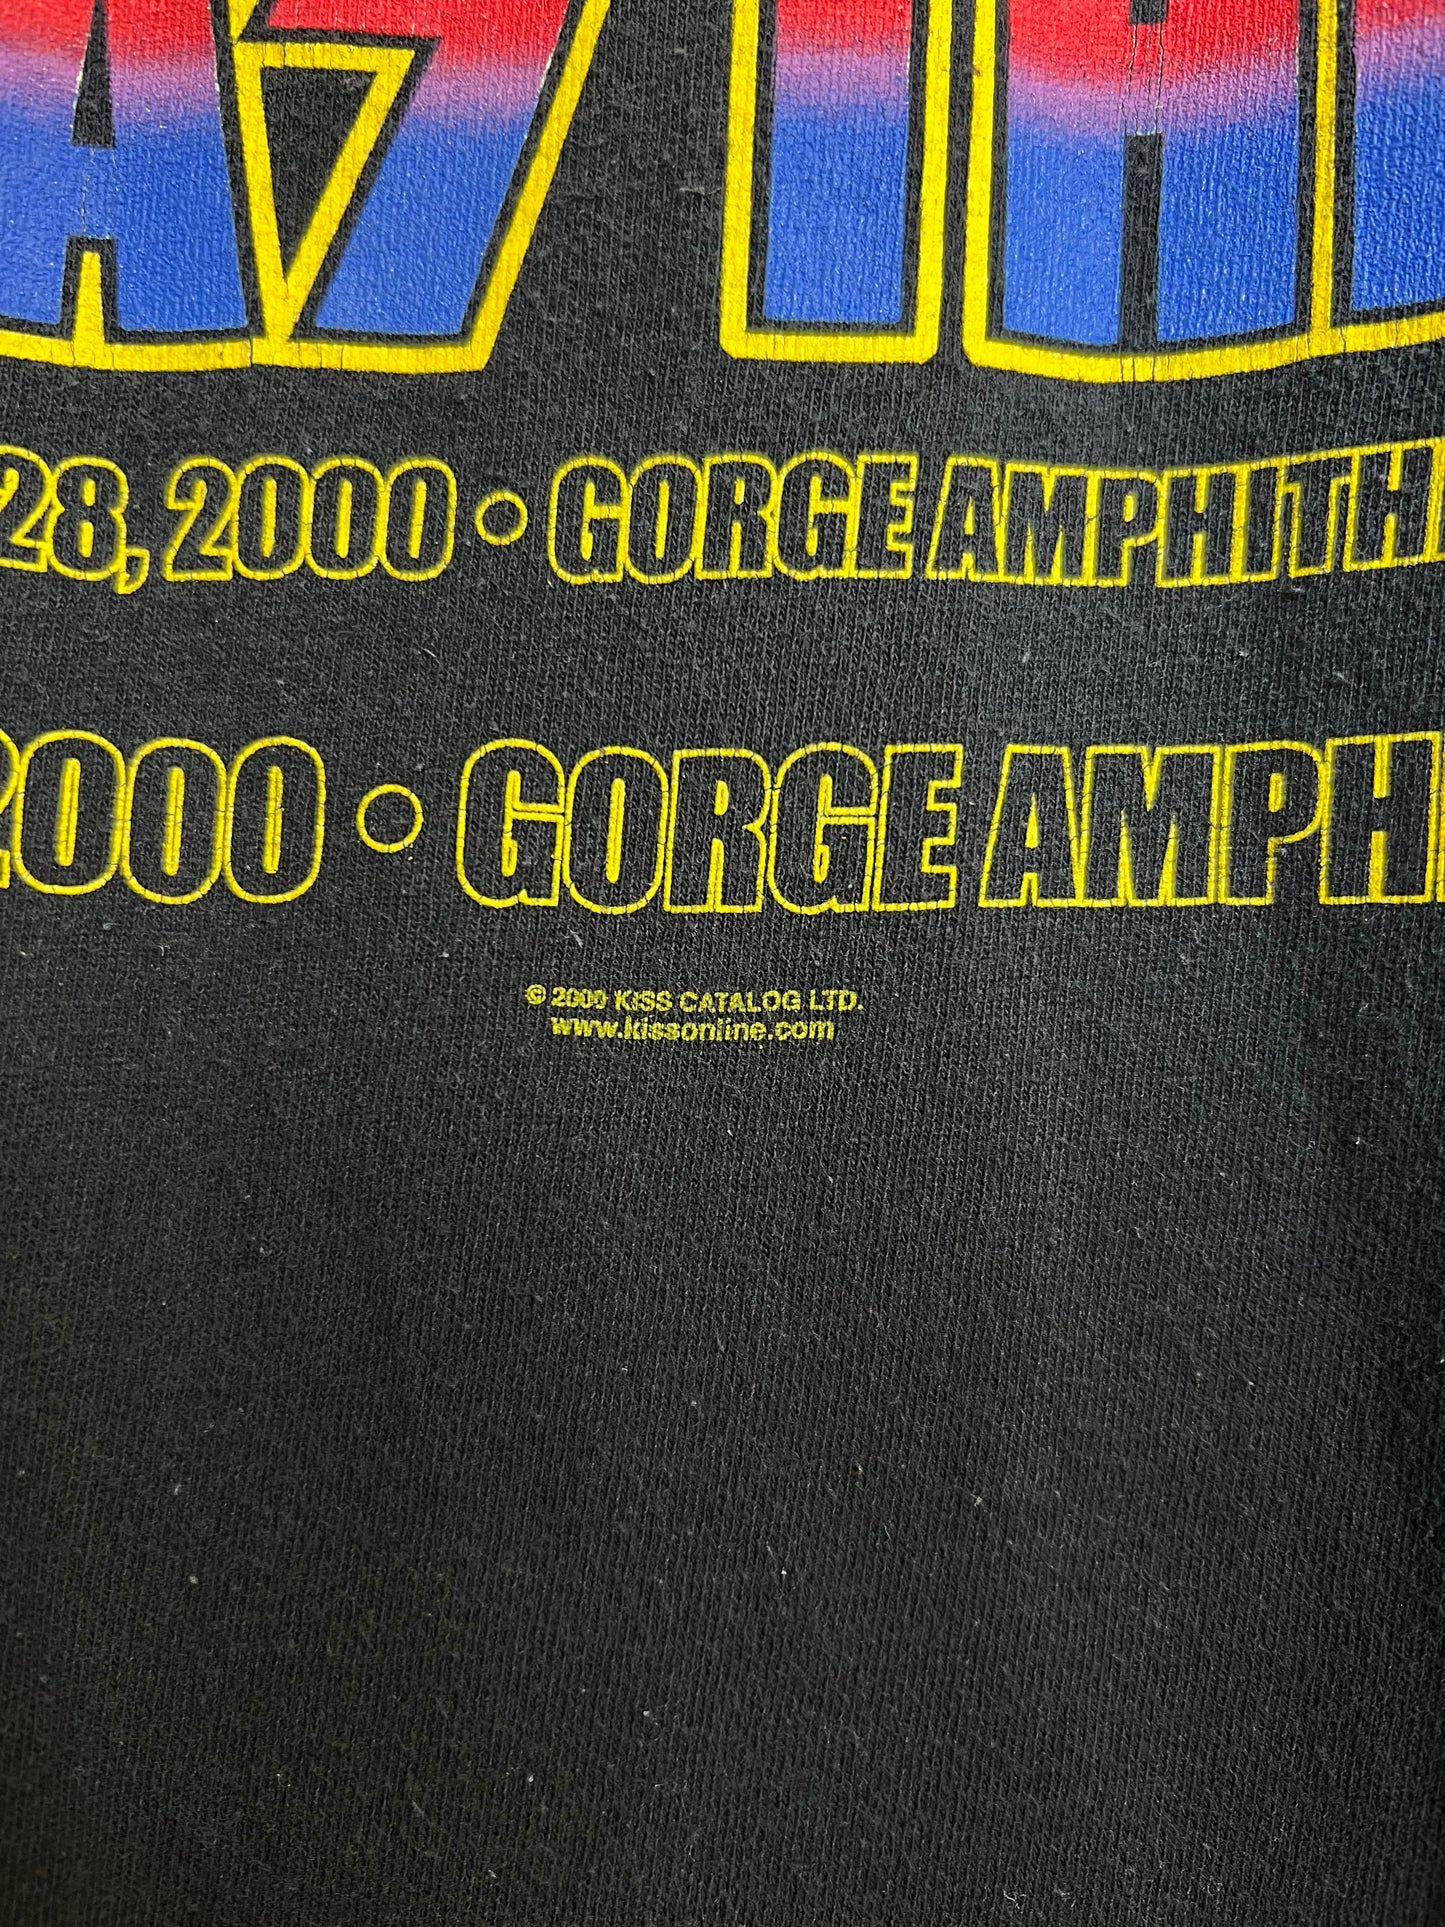 28, 2000 • GORGE AMPHITH
2000 • GORGE AMPH
© 2000 KISS CATALOG LTD.
www.kissonline.com